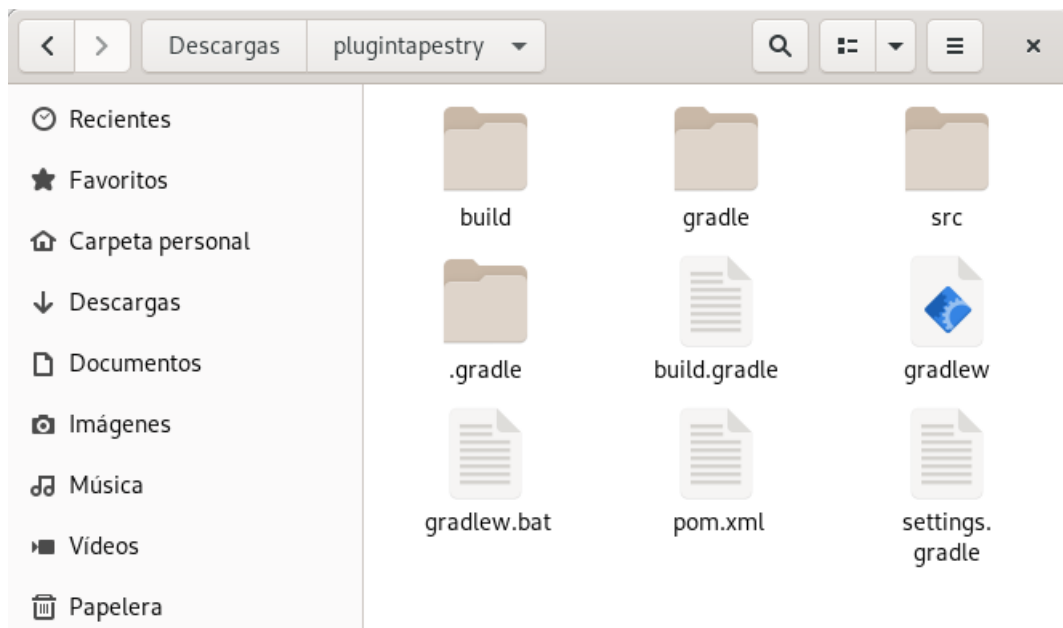 Descargas plugintapestry
Recientes
Favoritos
Carpeta personal
Descargas
Documentos
Imágenes
Música
Vídeos
Papelera
build gradle src
.gradle build.gradle gradlew
gradlew.bat pom.xml settings.
gradle